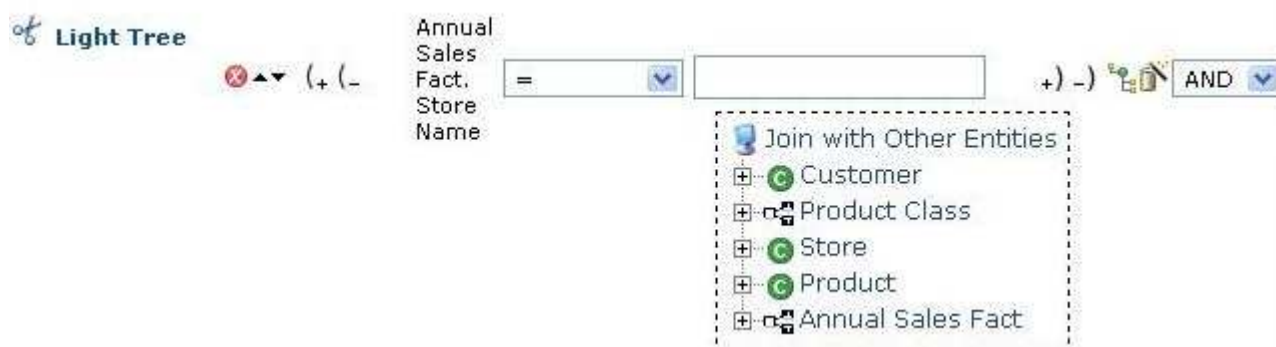 Light Tree
Annual
Sales
Fact.
Store
Name
( + ( -
=
+ ) - )
AND
Join with Other Entities
Customer
Product Class
Store
Product
Annual Sales Fact